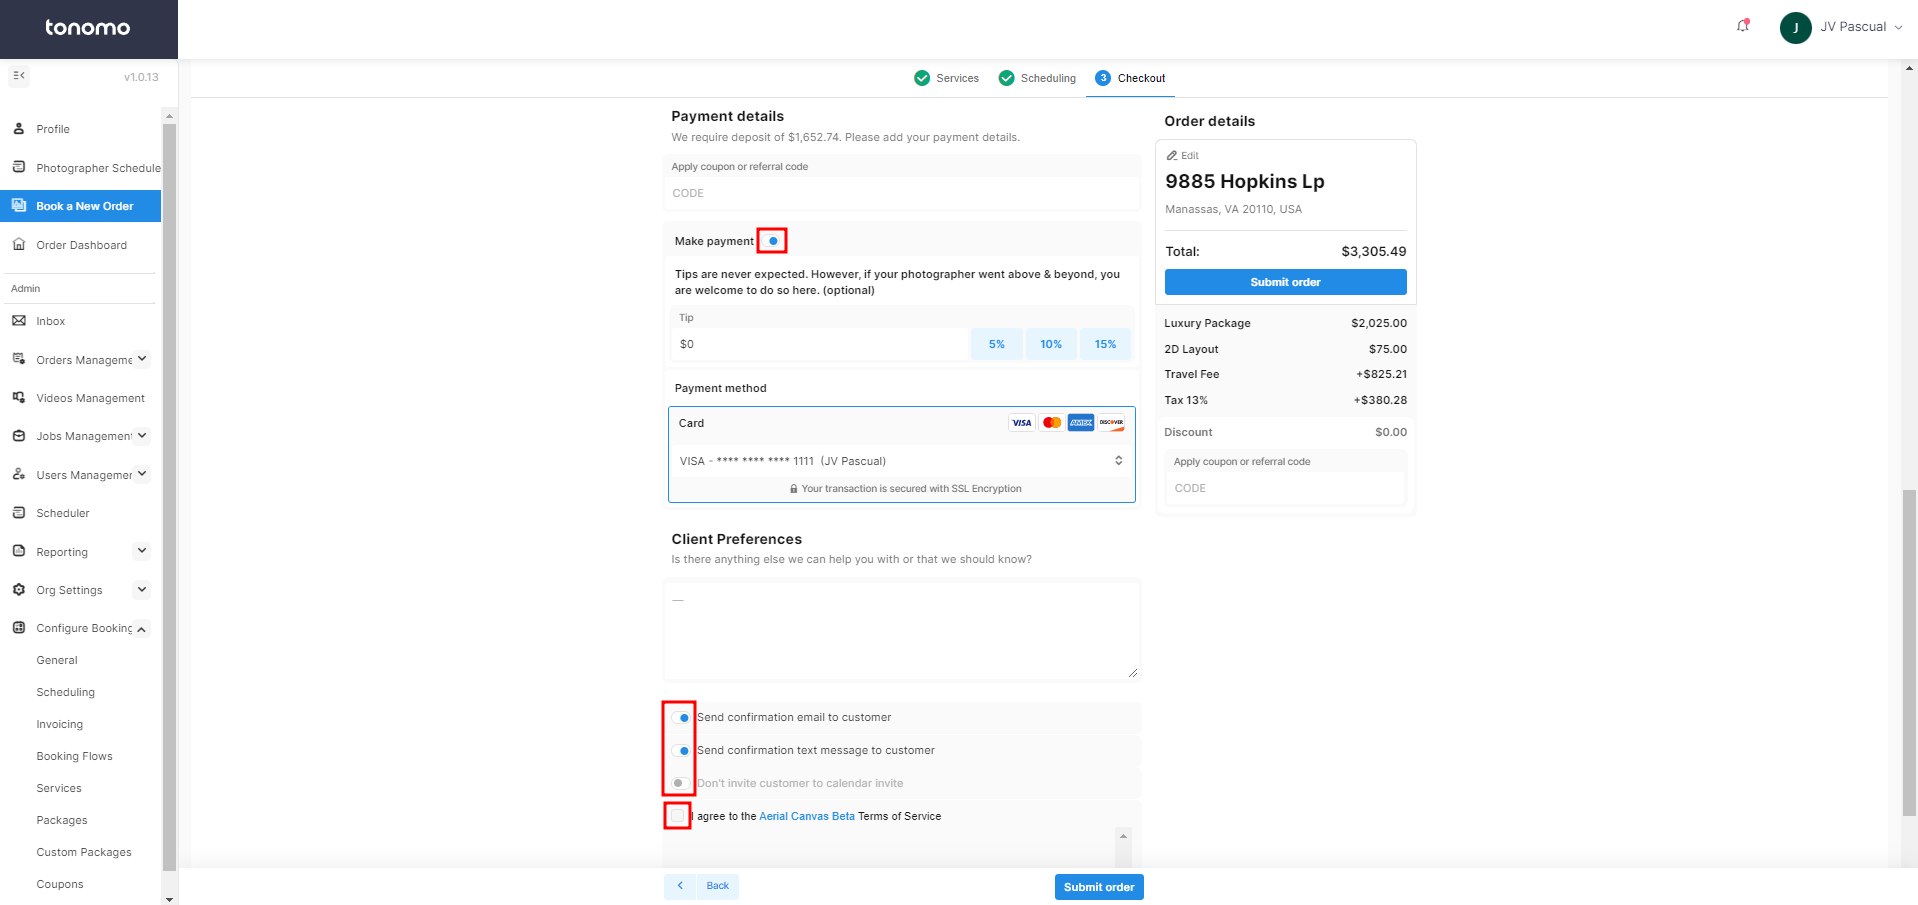 tonomo
J
JV Pascual
v1.0.13
Profile
Photographer Schedule
Book a New Order
Order Dashboard
Admin
Inbox
Orders Manageme
Videos Management
Jobs Management
Users Managemer
Scheduler
Reporting
Org Settings
Configure Booking
General
Scheduling
Invoicing
Booking Flows
Services
Packages
Custom Packages
Coupons
Services
Scheduling
3 Checkout
Payment details
We require deposit of $1,652.74. Please add your payment details.
Apply coupon or referral code
CODE
Make payment
Tips are never expected. However, if your photographer went above & beyond, you
are welcome to do so here. (optional)
Tip
$0
5%
10%
15%
Payment method
Card
VISA
AMEX
DISCOVER
VISA - **** **** **** 1111 (JV Pascual)
Your transaction is secured with SSL Encryption
Client Preferences
Is there anything else we can help you with or that we should know?
—
Send confirmation email to customer
Send confirmation text message to customer
Don't invite customer to calendar invite
I agree to the Aerial Canvas Beta Terms of Service
Back
Submit order
Order details
Edit
9885 Hopkins Lp
Manassas, VA 20110, USA
Total: $3,305.49
Submit order
Luxury Package $2,025.00
2D Layout $75.00
Travel Fee +$825.21
Tax 13% +$380.28
Discount $0.00
Apply coupon or referral code
CODE